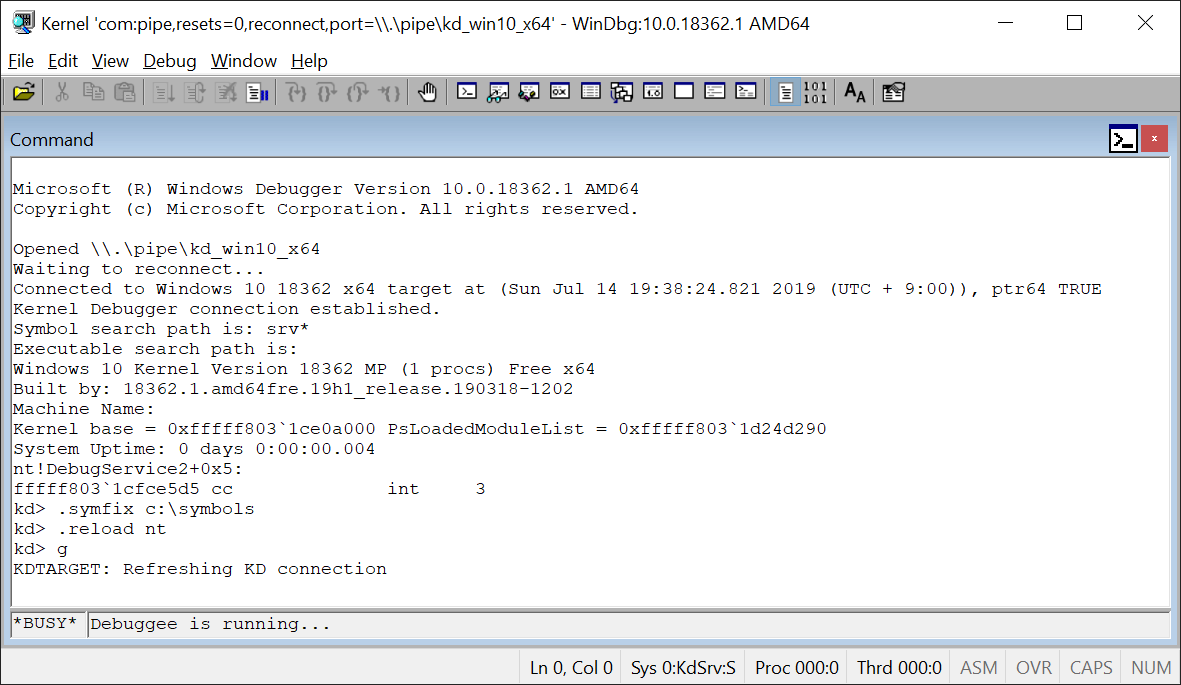 Kernel 'com:pipe,resets=0,reconnect,port=\\.\pipe\kd_win10_x64' - WinDbg:10.0.18362.1 AMD64
File Edit View Debug Window Help
Command
Microsoft (R) Windows Debugger Version 10.0.18362.1 AMD64
Copyright (c) Microsoft Corporation. All rights reserved.
Opened \\.\pipe\kd_win10_x64
Waiting to reconnect...
Connected to Windows 10 18362 x64 target at (Sun Jul 14 19:38:24.821 2019 (UTC + 9:00)), ptr64 TRUE
Kernel Debugger connection established.
Symbol search path is: srv*
Executable search path is:
Windows 10 Kernel Version 18362 MP (1 procs) Free x64
Built by: 18362.1.amd64fre.19h1_release.190318-1202
Machine Name:
Kernel base = 0xfffff803`1ce0a000 PsLoadedModuleList = 0xfffff803`1d24d290
System Uptime: 0 days 0:00:00.004
nt!DebugService2+0x5:
fffff803`1cfce5d5 cc              int     3
kd> .symfix c:\symbols
kd> .reload nt
kd> g
KDTARGET: Refreshing KD connection
*BUSY* Debuggee is running...
Ln 0, Col 0 Sys 0:KdSrv:S Proc 000:0 Thrd 000:0 ASM OVR CAPS NUM